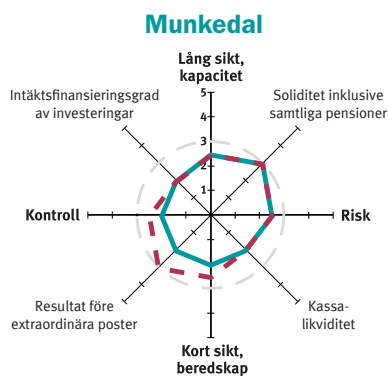 Munkedal
Lång sikt,
kapacitet
Intäktsfinansieringsgrad
av investeringar
Soliditet inklusive
samtliga pensioner
5
4
3
2
1
Kontroll
Risk
Resultat före
extraordinära poster
Kassa-
likviditet
Kort sikt,
beredskap